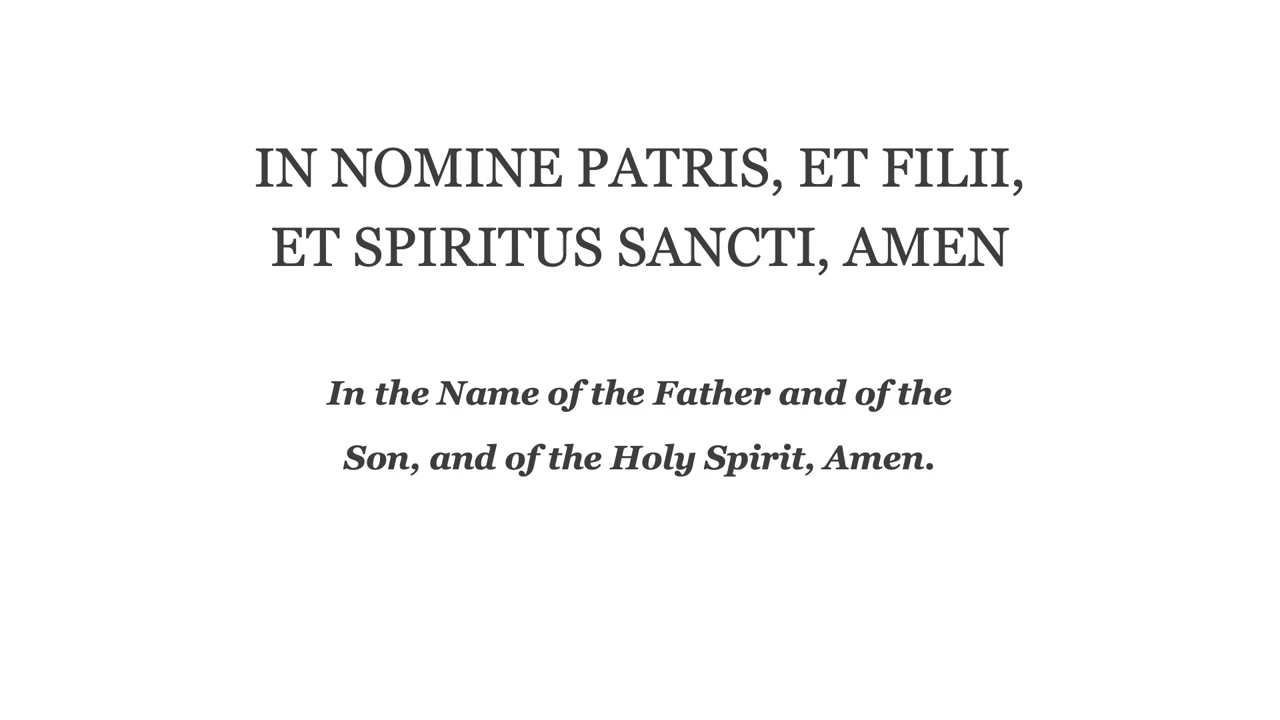 IN NOMINE PATRIS, ET FILII,
ET SPIRITUS SANCTI, AMEN
In the Name of the Father and of the
Son, and of the Holy Spirit, Amen.